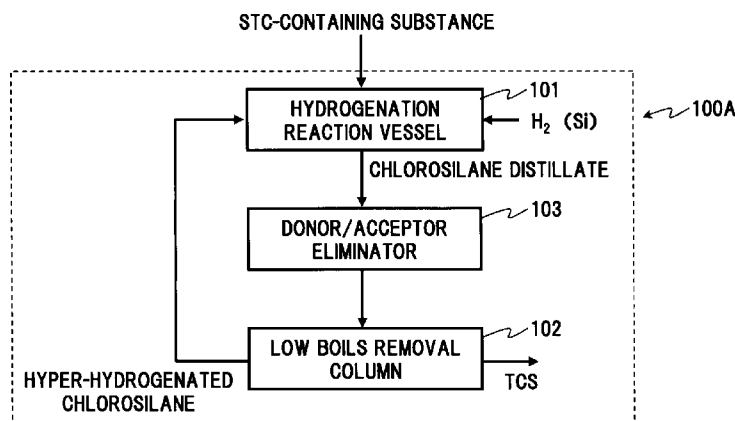 STC-CONTAINING SUBSTANCE
101
HYDROGENATION
REACTION VESSEL
H2 (Si)
100A
CHLOROSILANE DISTILLATE
103
DONOR/ACCEPTOR
ELIMINATOR
102
LOW BOILS REMOVAL
COLUMN
HYPER-HYDROGENATED
CHLOROSILANE
TCS